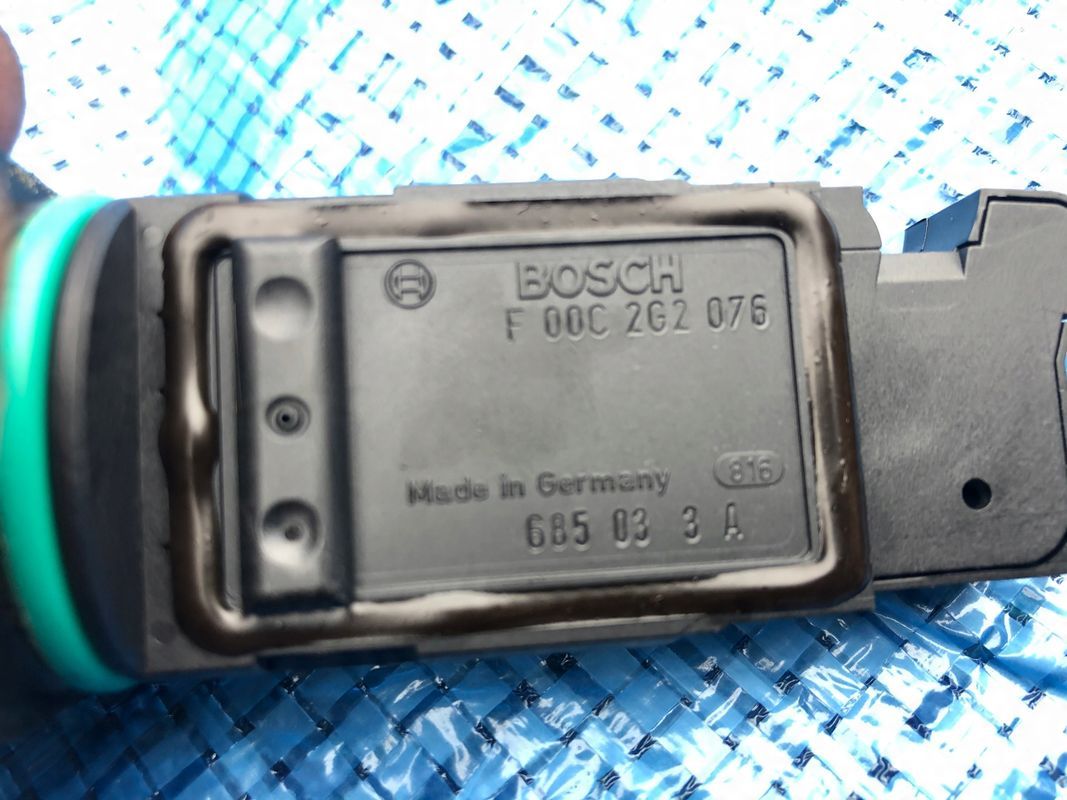 BOSCH
F 00C 2G2 076
Made in Germany 816
685 03 3 A